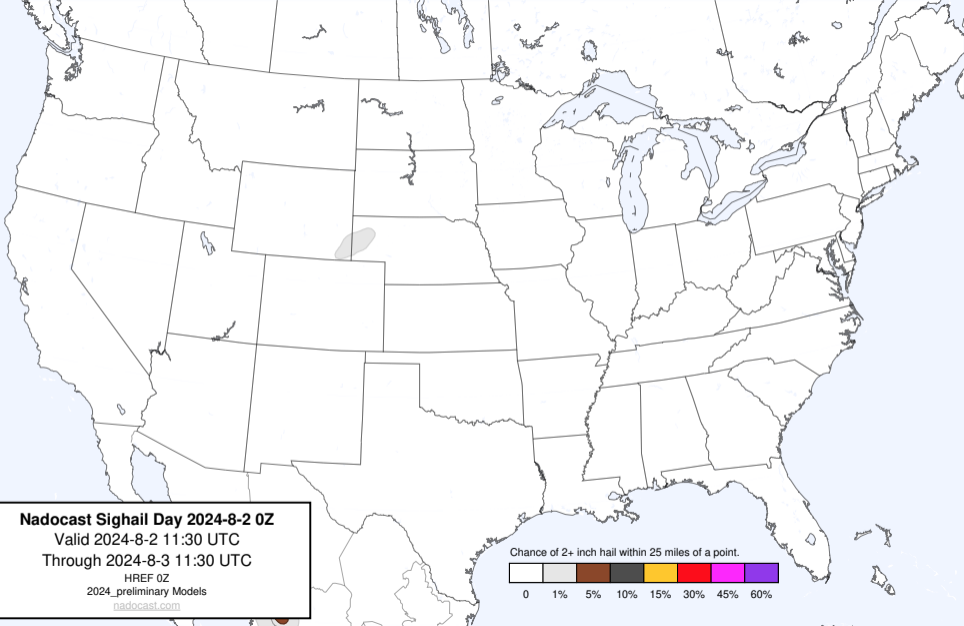 Nadocast Sighail Day 2024-8-2 0Z
Valid 2024-8-2 11:30 UTC
Through 2024-8-3 11:30 UTC
HREF 0Z
2024_preliminary Models
nadocast.com
Chance of 2+ inch hail within 25 miles of a point.
0 1% 5% 10% 15% 30% 45% 60%